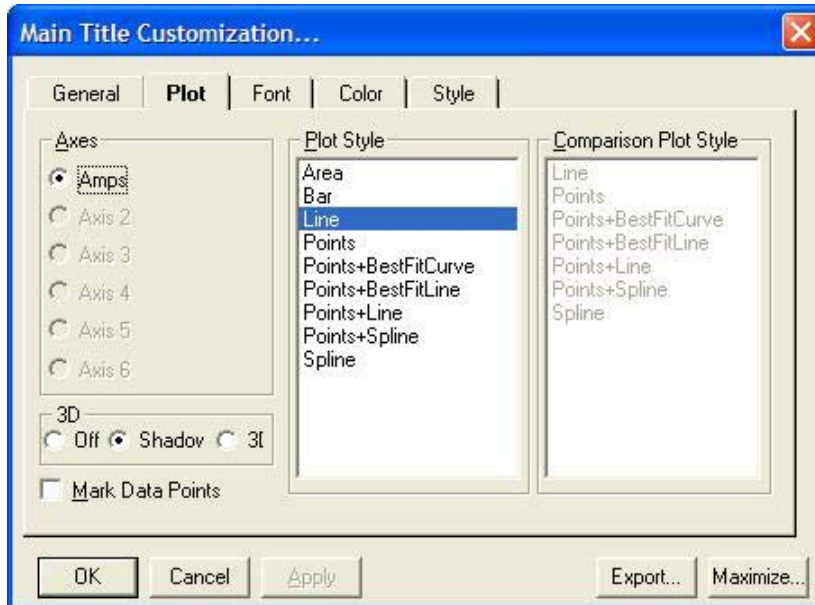 Main Title Customization...
General Plot Font Color Style
Axes
Amps
Axis 2
Axis 3
Axis 4
Axis 5
Axis 6
3D
Off Shadov 3[
Mark Data Points
Plot Style
Area
Bar
Line
Points
Points+BestFitCurve
Points+BestFitLine
Points+Line
Points+Spline
Spline
Comparison Plot Style
Line
Points
Points+BestFitCurve
Points+BestFitLine
Points+Line
Points+Spline
Spline
OK Cancel Apply Export... Maximize...